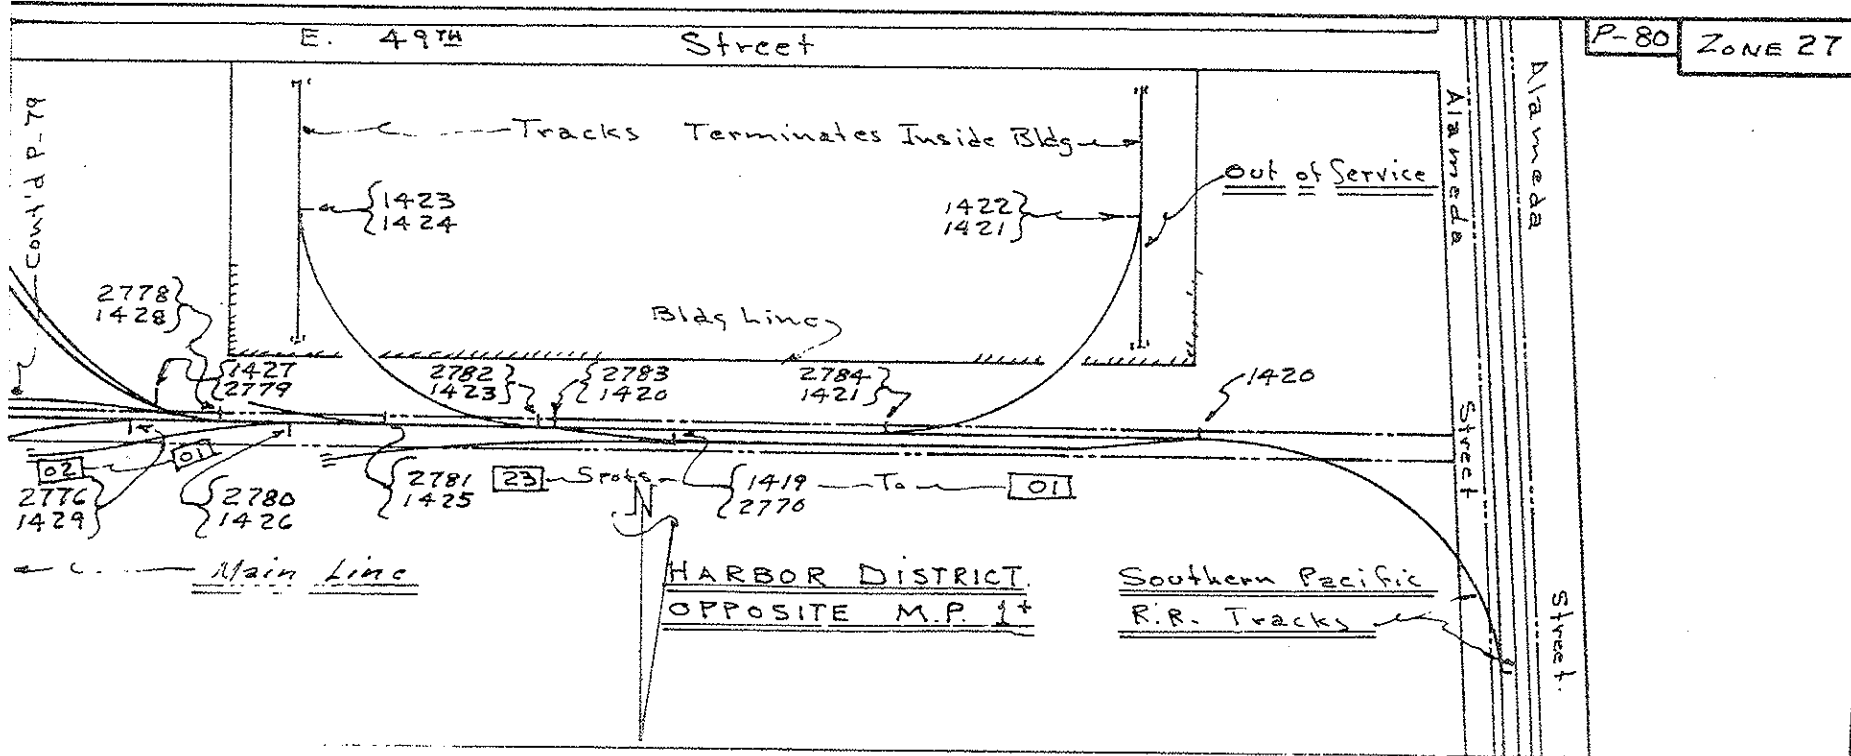 E. 49TH Street
P-80
ZONE 27
Cont'd P-79
Tracks Terminates Inside Bldg
Out of Service
1423
1424
1422
1421
Alameda
Street
Alameda
Street.
2778
1428
Bldg Line
1427
2779
2782
1423
2783
1420
2784
1421
1420
02
01
2776
1429
2780
1426
2781
1425
23 Spots
1419
2770
To 01
N
Main Line
HARBOR DISTRICT.
OPPOSITE M.P. 1+
Southern Pacific
R.R. Tracks